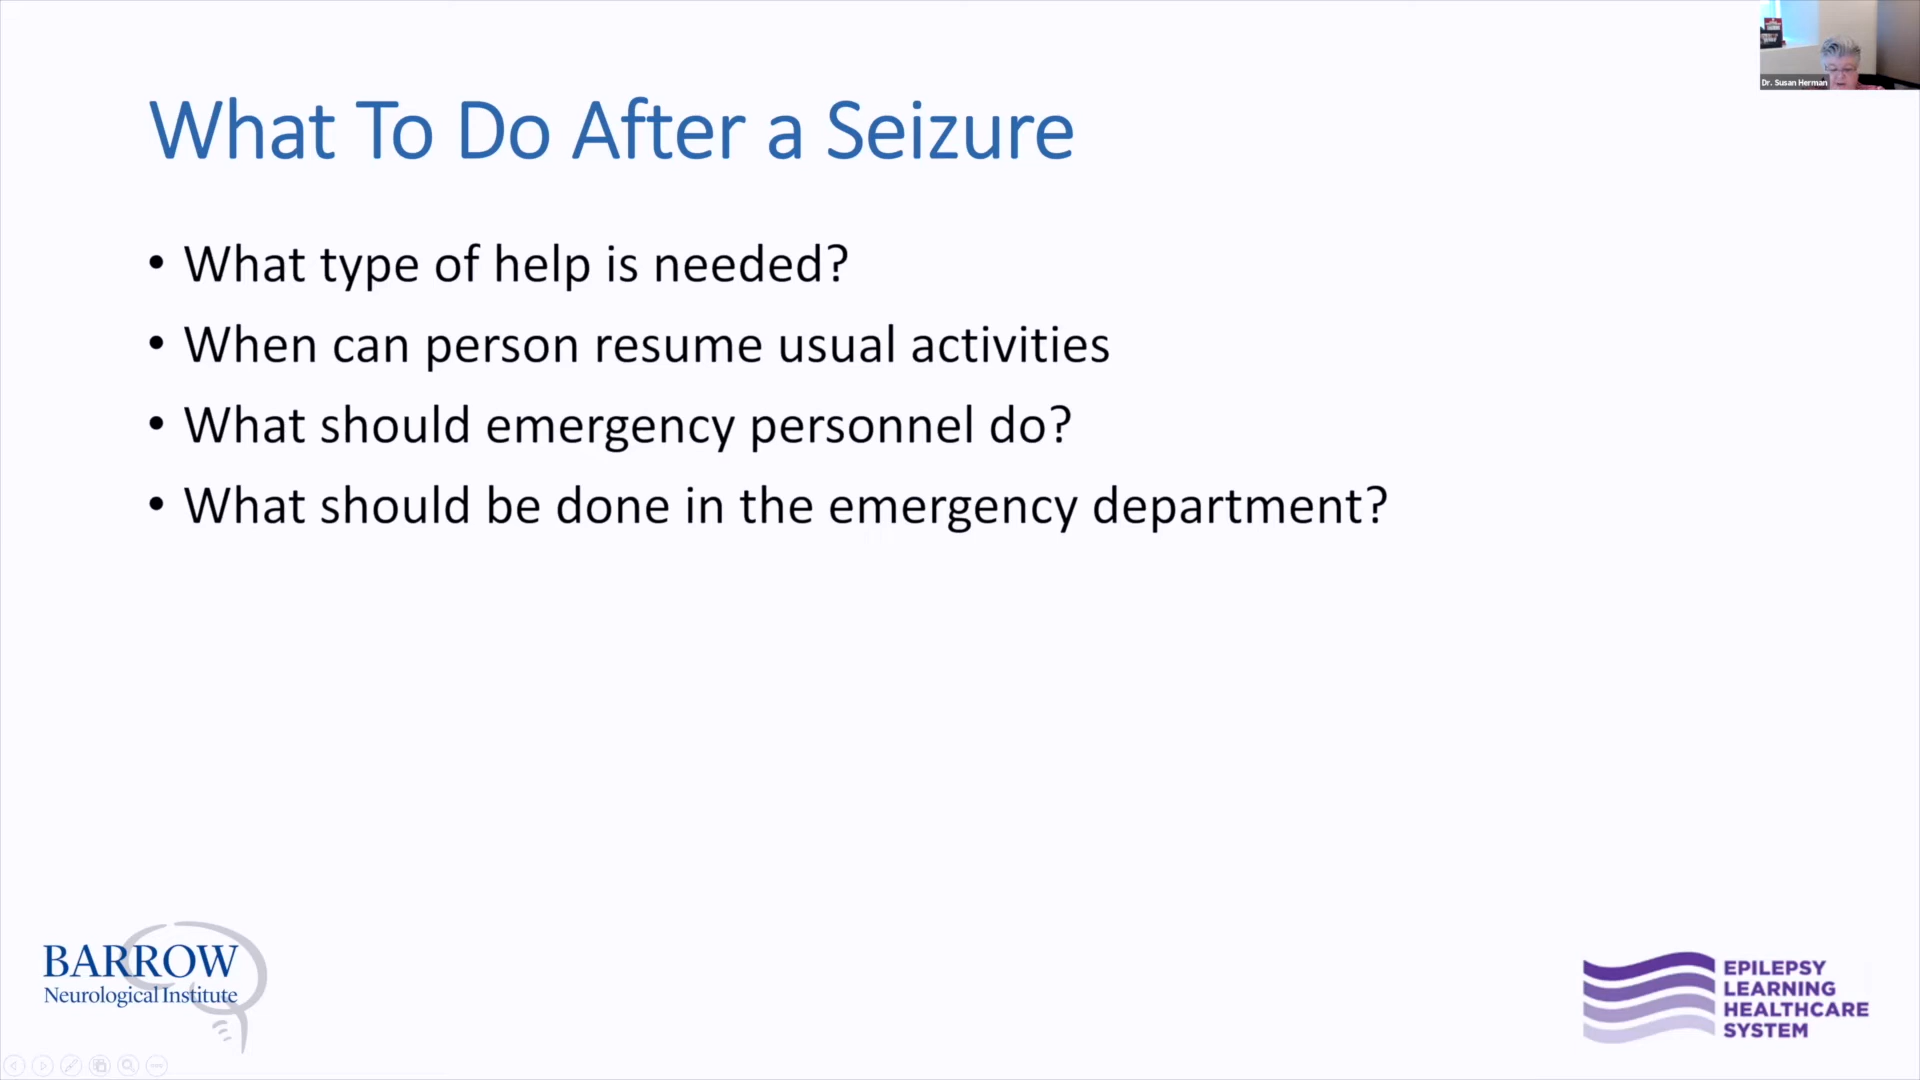 Dr. Susan Herman
What To Do After a Seizure
• What type of help is needed?
• When can person resume usual activities
• What should emergency personnel do?
• What should be done in the emergency department?
BARROW
Neurological Institute
EPILEPSY
LEARNING
HEALTHCARE
SYSTEM